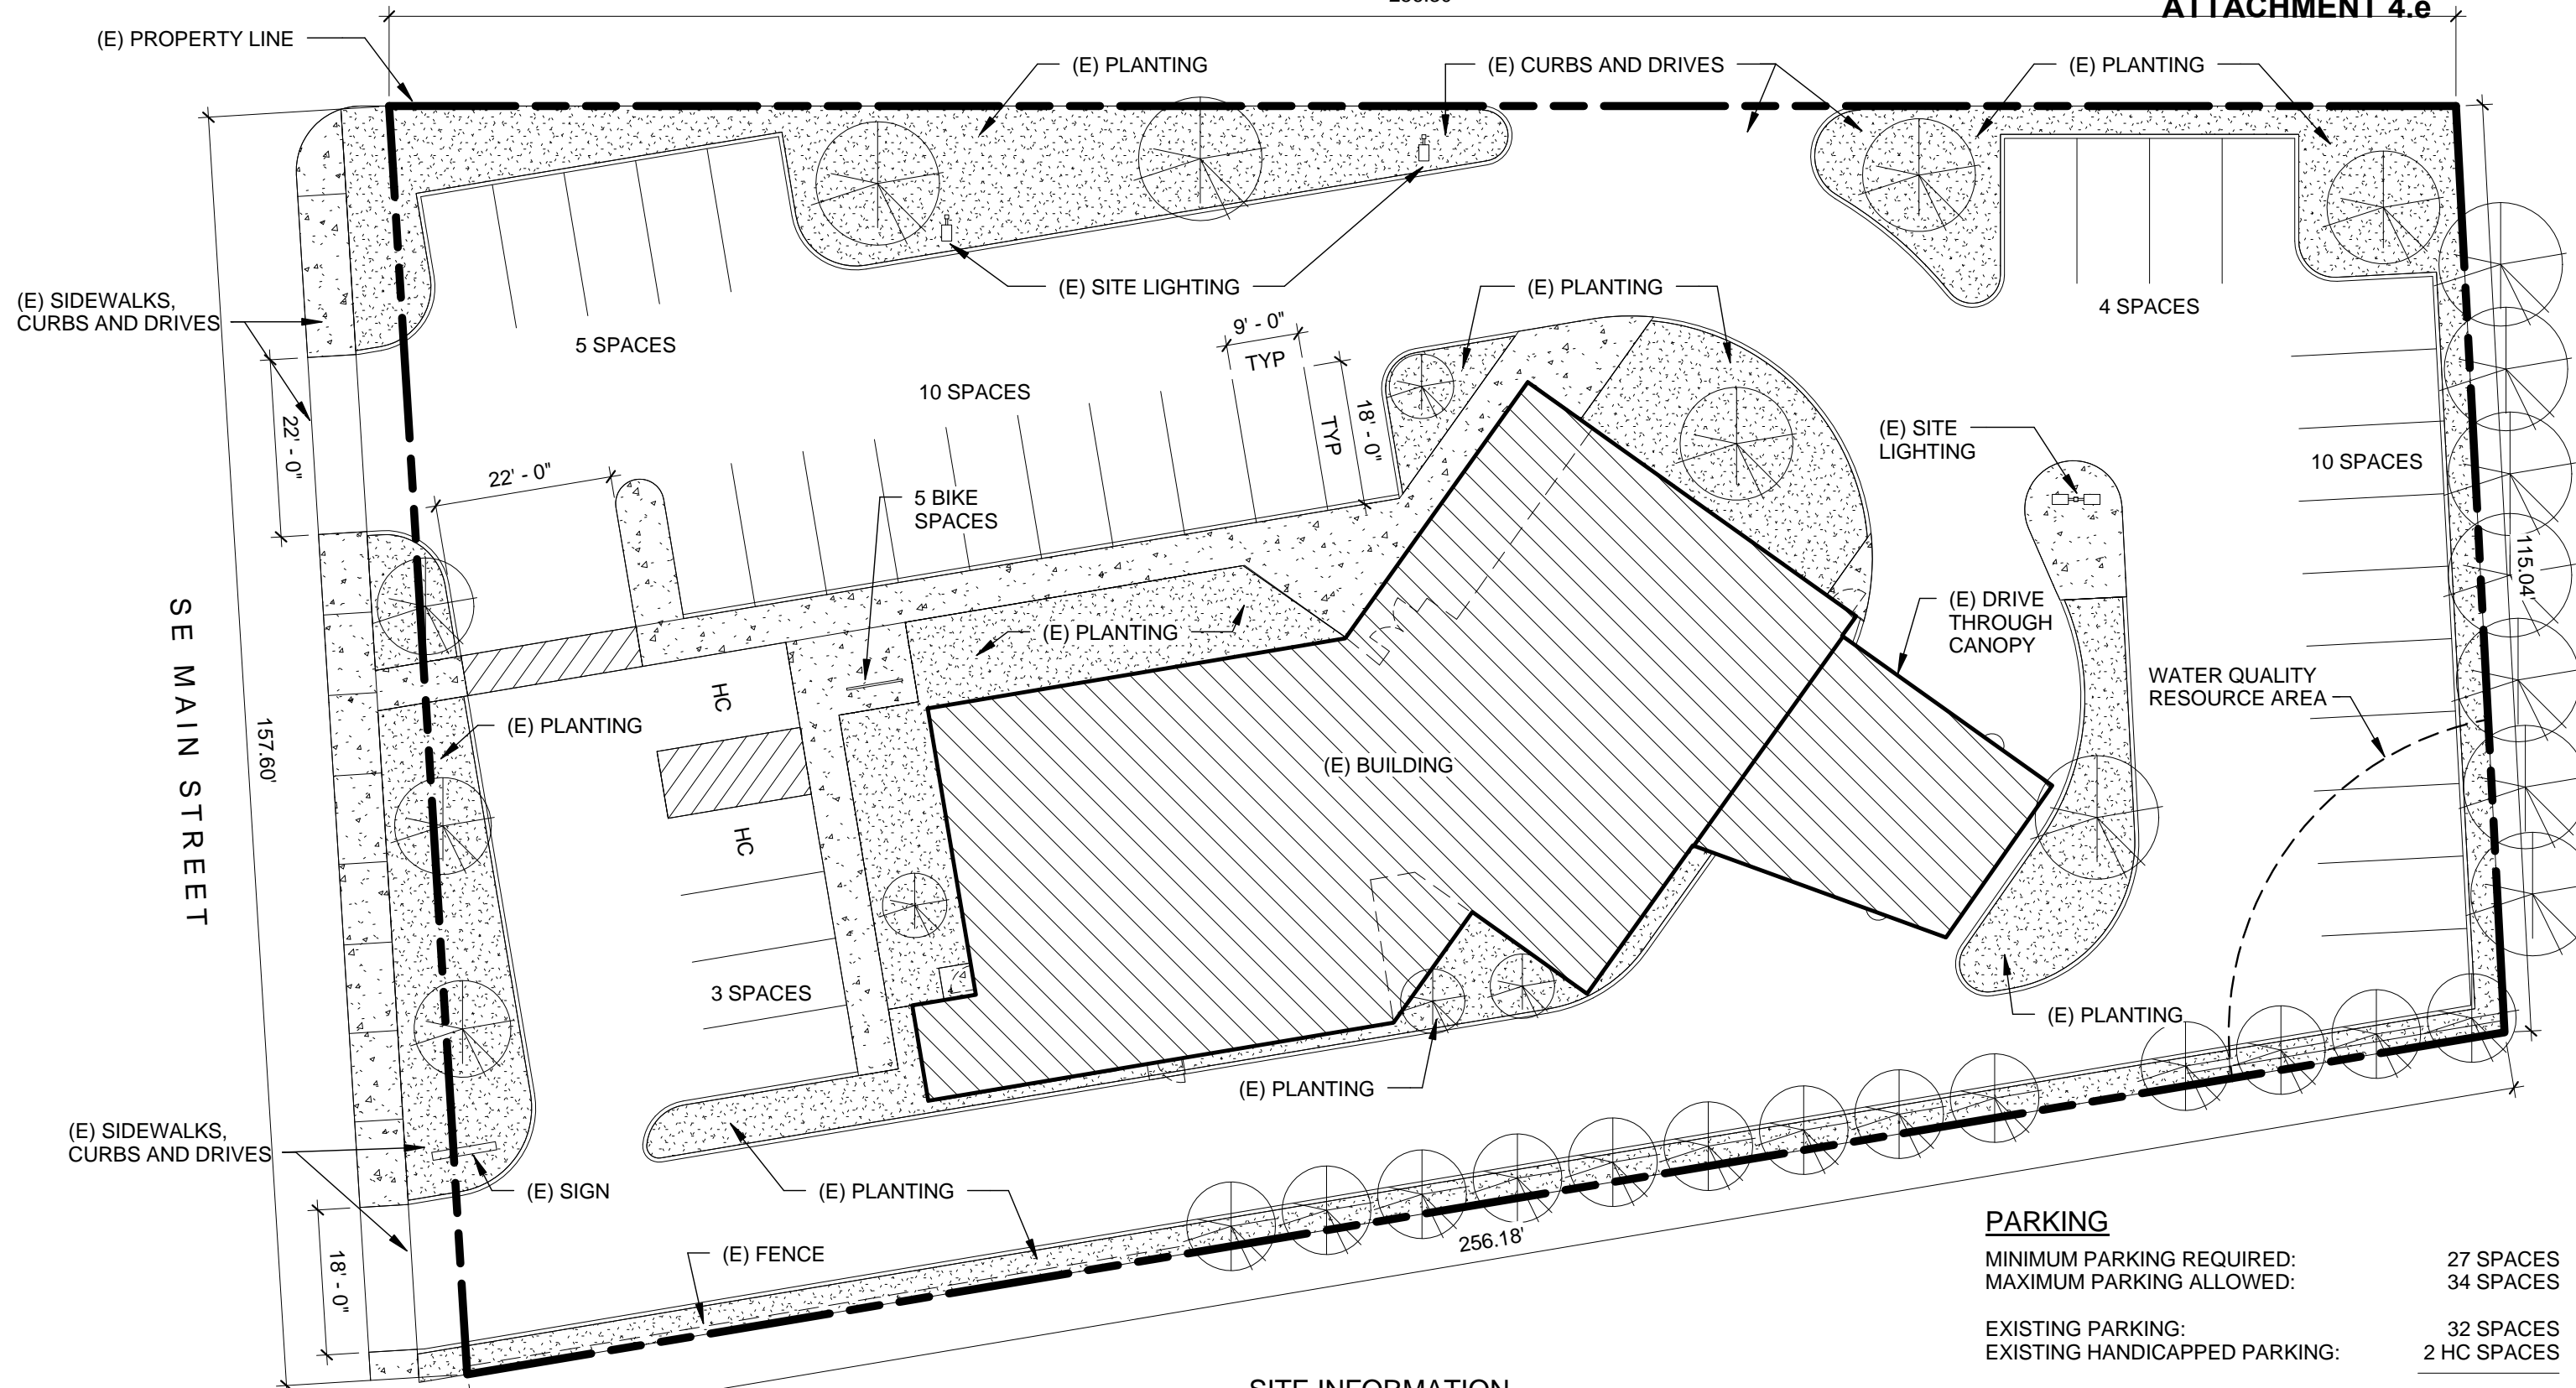 ATTACHMENT 4.e
(E) PROPERTY LINE
(E) PLANTING
(E) CURBS AND DRIVES
(E) PLANTING
(E) SIDEWALKS,
CURBS AND DRIVES
(E) SITE LIGHTING
(E) PLANTING
4 SPACES
5 SPACES
9' - 0"
TYP
10 SPACES
18' - 0"
TYP
22' - 0"
22' - 0"
(E) SITE
LIGHTING
10 SPACES
5 BIKE
SPACES
115.04'
SE MAIN STREET
157.60'
(E) PLANTING
(E) DRIVE
THROUGH
CANOPY
WATER QUALITY
RESOURCE AREA
HC
(E) PLANTING
(E) BUILDING
HC
3 SPACES
(E) PLANTING
(E) PLANTING
(E) SIDEWALKS,
CURBS AND DRIVES
(E) SIGN
(E) PLANTING
(E) FENCE
256.18'
18' - 0"
PARKING
MINIMUM PARKING REQUIRED: 27 SPACES
MAXIMUM PARKING ALLOWED: 34 SPACES
EXISTING PARKING: 32 SPACES
EXISTING HANDICAPPED PARKING: 2 HC SPACES
SITE INFORMATION